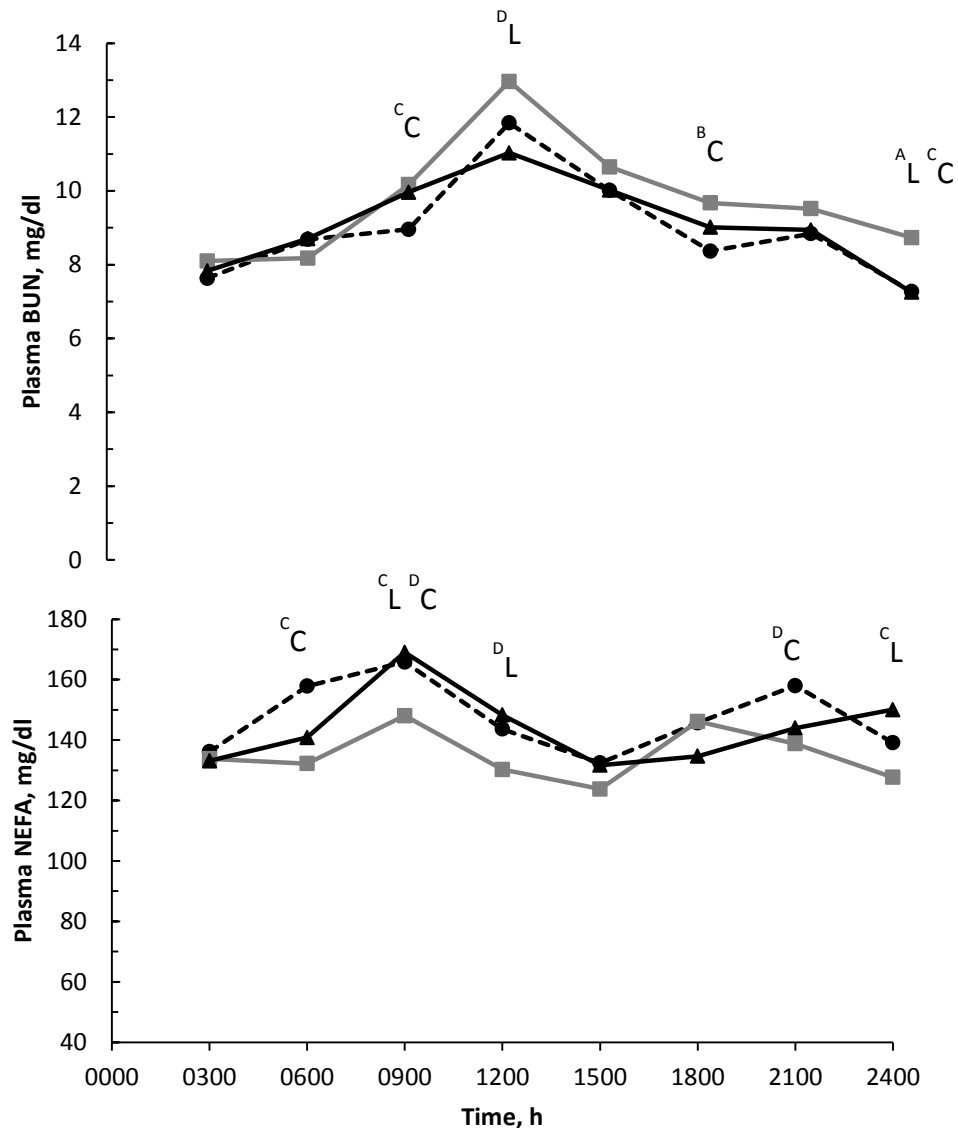 ᴰL
14
12
ᶜC
ᴮC
ᴬL ᶜC
10
8
6
4
2
0
Plasma BUN, mg/dl
ᶜL ᴰC
180
ᶜC
ᴰL
ᴰC
ᶜL
160
140
120
100
80
60
40
Plasma NEFA, mg/dl
0000 0300 0600 0900 1200 1500 1800 2100 2400
Time, h